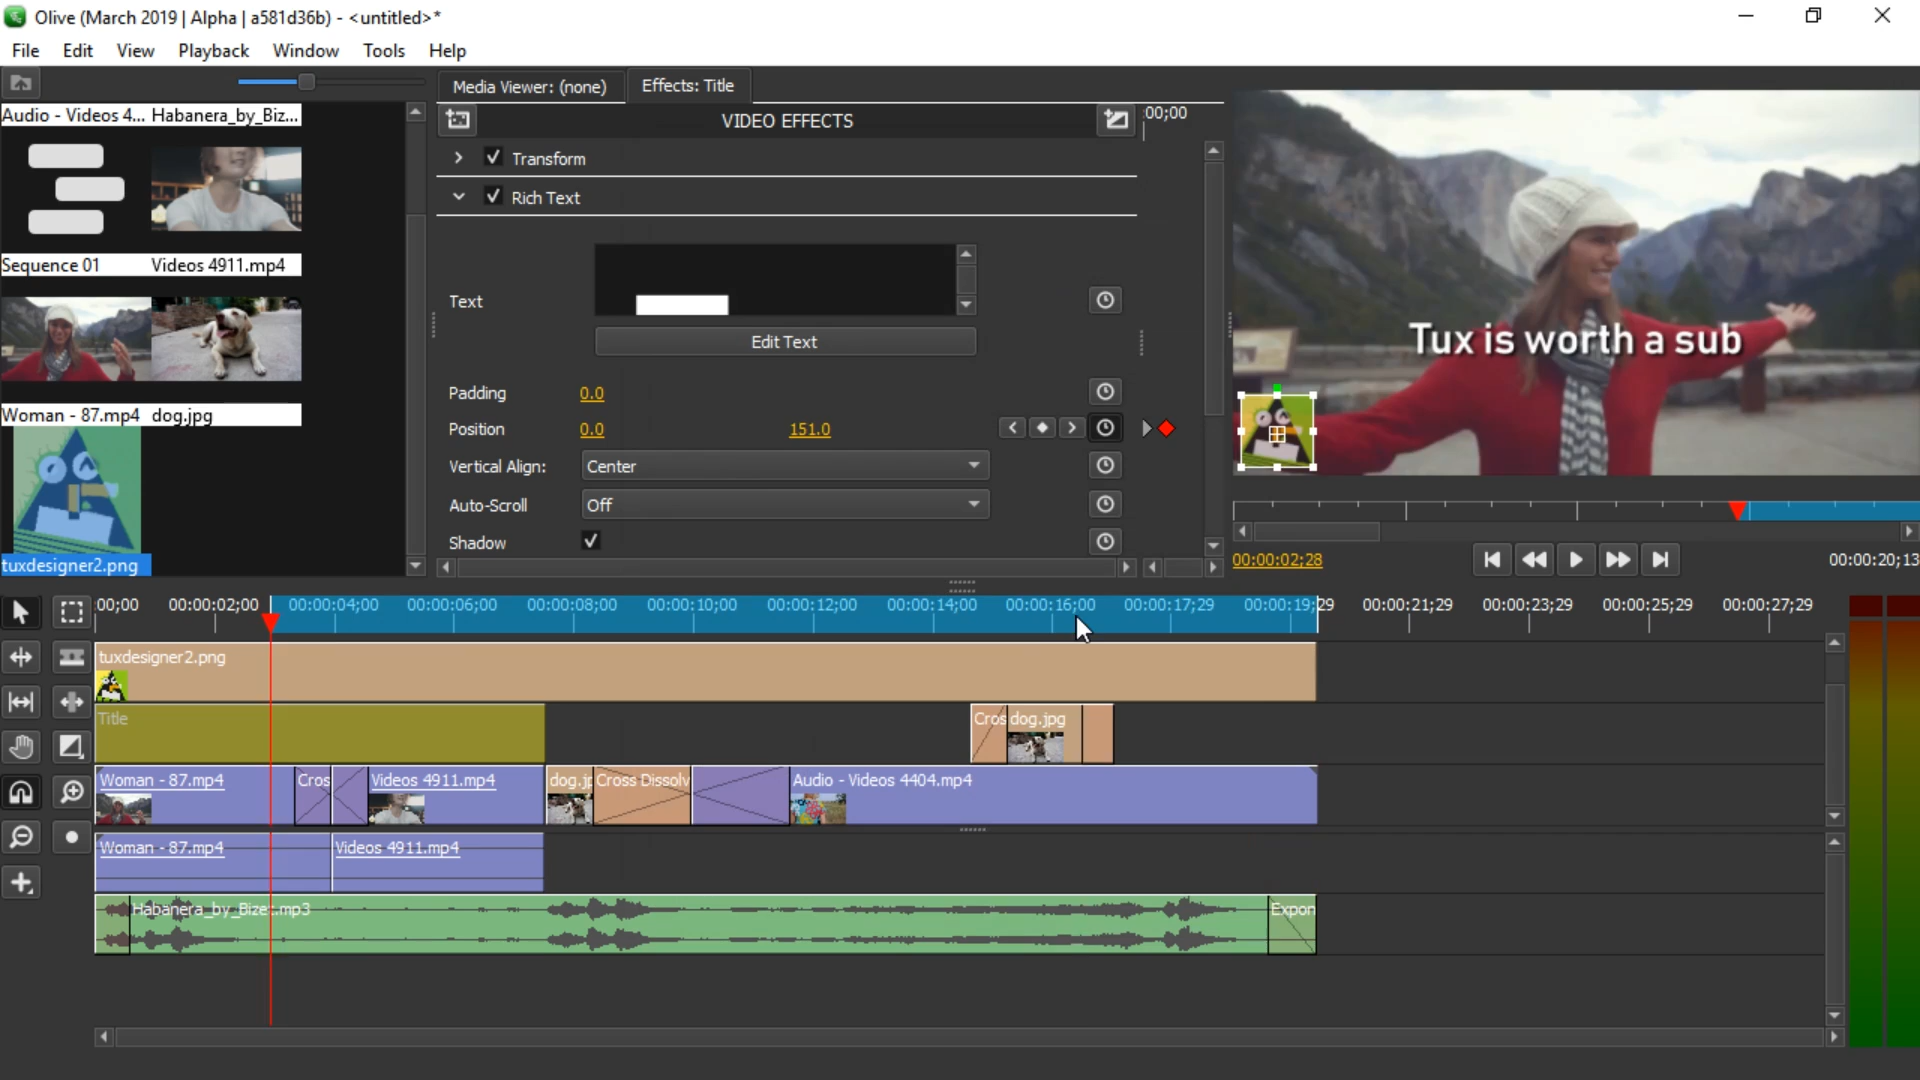 Olive (March 2019 | Alpha | a581d36b) - <untitled>*
File Edit View Playback Window Tools Help
Media Viewer: (none) Effects: Title
Audio - Videos 4... Habanera_by_Biz...
VIDEO EFFECTS
:00;00
Transform
Rich Text
Sequence 01 Videos 4911.mp4
Text
Edit Text
Tux is worth a sub
Woman - 87.mp4 dog.jpg
Padding 0.0
Position 0.0 151.0
Vertical Align: Center
Auto-Scroll Off
Shadow
tuxdesigner2.png
00:00:02;28
00:00:20;13
:00;00 00:00:02;00 00:00:04;00 00:00:06;00 00:00:08;00 00:00:10;00 00:00:12;00 00:00:14;00 00:00:16;00 00:00:17;29 00:00:19;29 00:00:21;29 00:00:23;29 00:00:25;29 00:00:27;29
tuxdesigner2.png
Title
Cros dog.jpg
Woman - 87.mp4 Cros Videos 4911.mp4 dog.jp Cross Dissolv Audio - Videos 4404.mp4
Woman - 87.mp4 Videos 4911.mp4
Habanera_by_Bizet.mp3 Expon